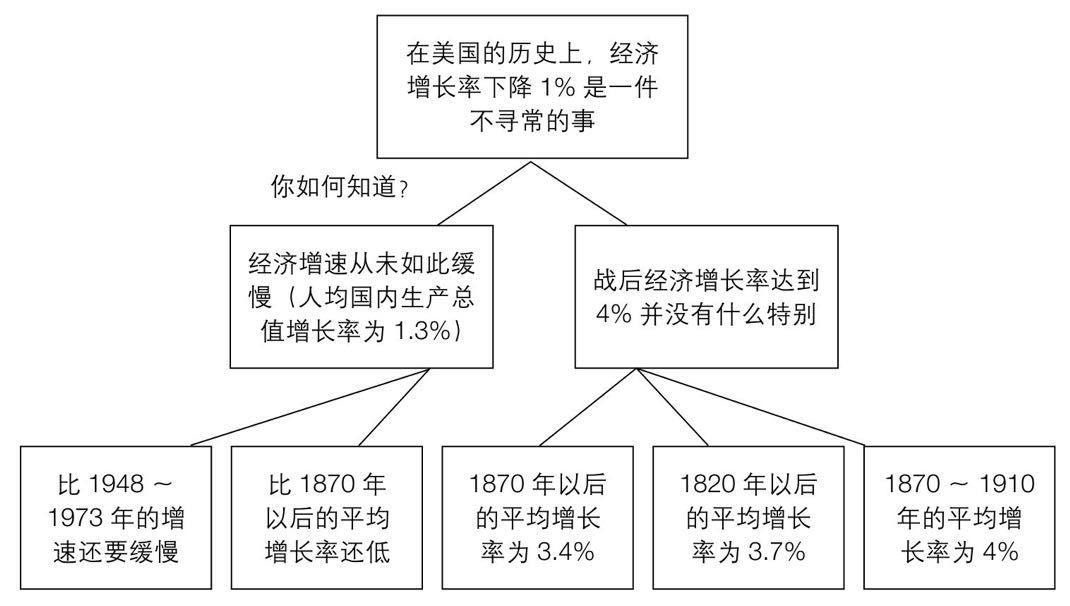 在美国的历史上，经济
增长率下降 1% 是一件
不寻常的事
你如何知道？
经济增速从未如此缓
慢（人均国内生产总
值增长率为 1.3%）
战后经济增长率达到
4% 并没有什么特别
比 1948 ～
1973 年的增
速还要缓慢
比 1870 年
以后的平均
增长率还低
1870 年以后
的平均增长
率为 3.4%
1820 年以后
的平均增长
率为 3.7%
1870 ～ 1910
年的平均增
长率为 4%